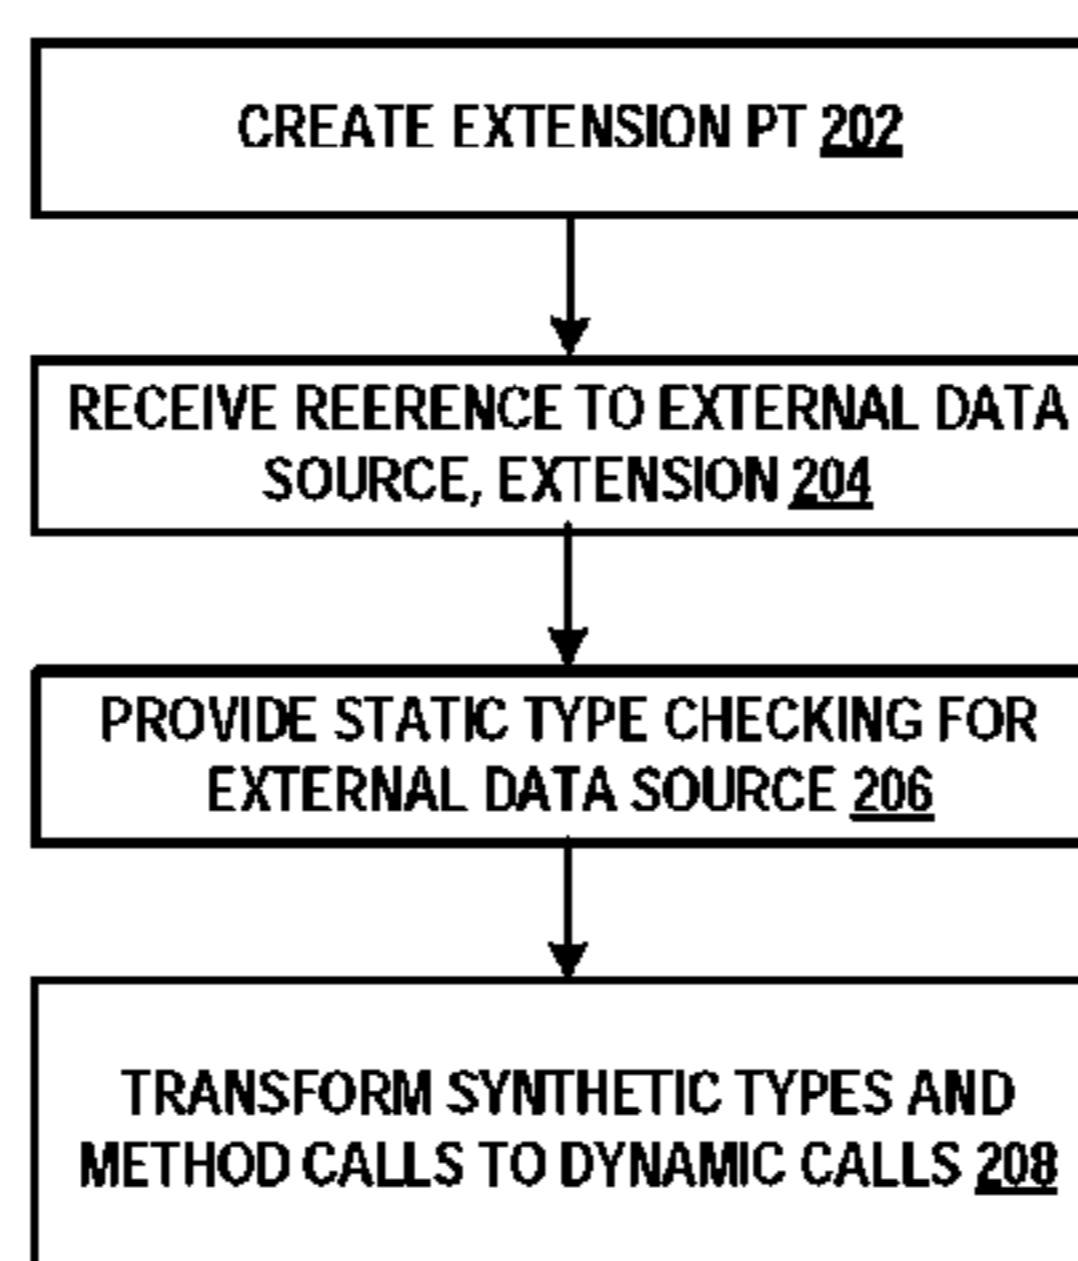 CREATE EXTENSION PT 202
RECEIVE REERENCE TO EXTERNAL DATA
SOURCE, EXTENSION 204
PROVIDE STATIC TYPE CHECKING FOR
EXTERNAL DATA SOURCE 206
TRANSFORM SYNTHETIC TYPES AND
METHOD CALLS TO DYNAMIC CALLS 208